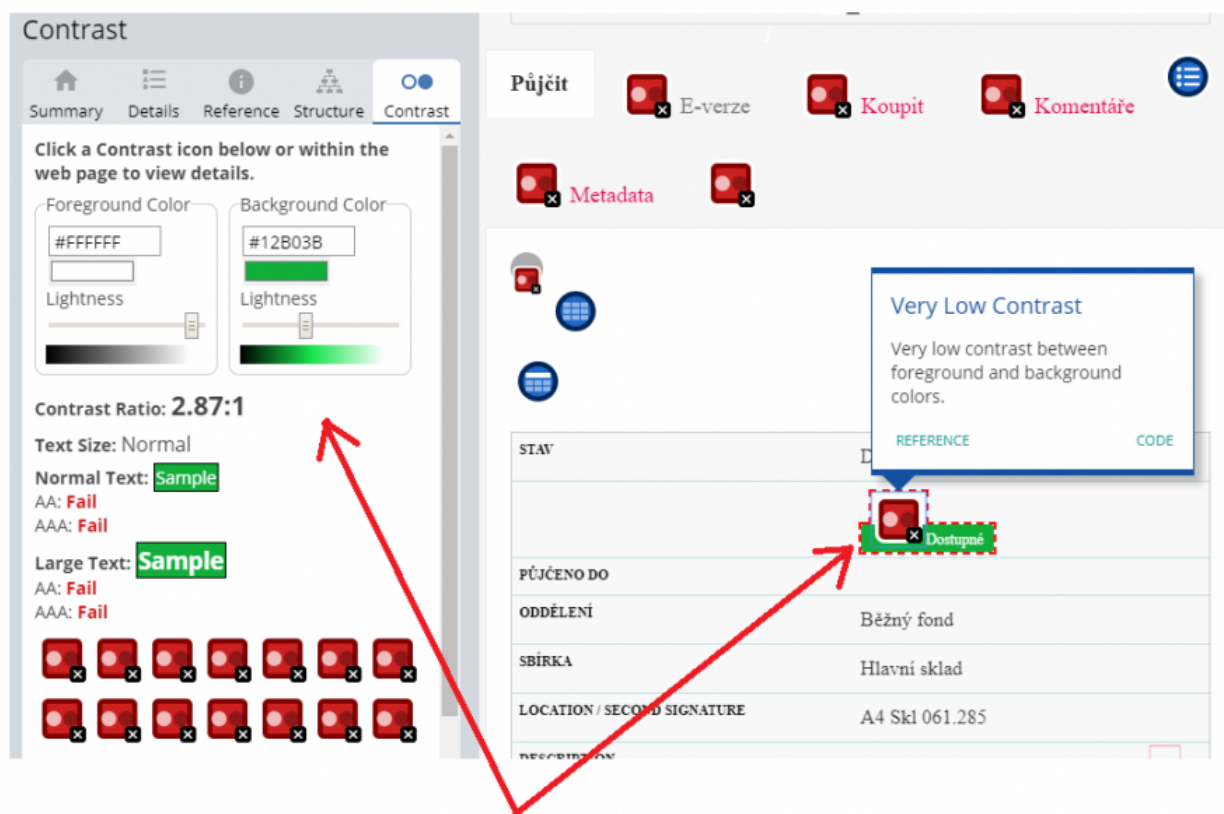 Contrast
Summary Details Reference Structure Contrast
Click a Contrast icon below or within the
web page to view details.
Foreground Color Background Color
#FFFFFF #12B03B
Lightness Lightness
Contrast Ratio: 2.87:1
Text Size: Normal
Normal Text: Sample
AA: Fail
AAA: Fail
Large Text: Sample
AA: Fail
AAA: Fail
Půjčit E-verze Koupit Komentáře
Metadata
Very Low Contrast
Very low contrast between
foreground and background
colors.
REFERENCE CODE
STAV D
Dostupné
PŮJČENO DO
ODDĚLENÍ Běžný fond
SBÍRKA Hlavní sklad
LOCATION / SECOND SIGNATURE A4 Skl 061.285
DESCRIPTION